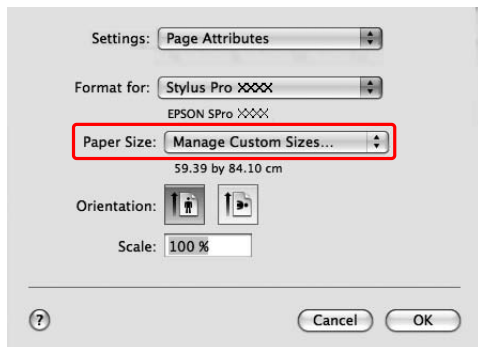 Settings: Page Attributes
Format for: Stylus Pro XXXX
EPSON SPro XXXX
Paper Size: Manage Custom Sizes...
59.39 by 84.10 cm
Orientation:
Scale: 100 %
? Cancel OK